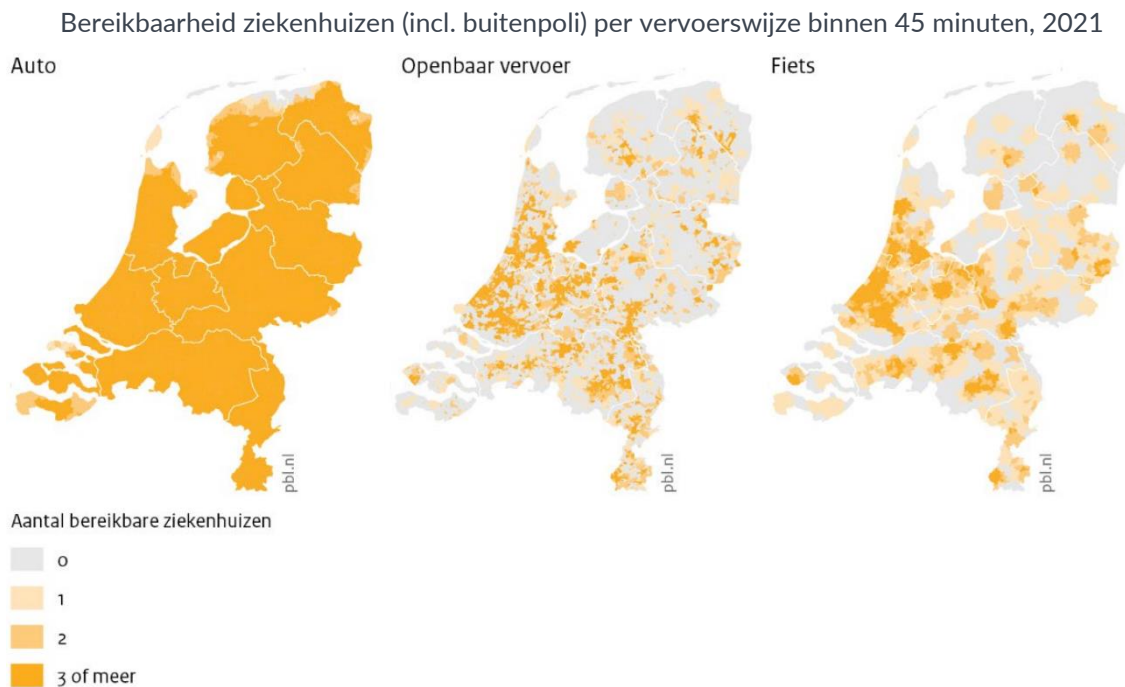 Bereikbaarheid ziekenhuizen (incl. buitenpoli) per vervoerswijze binnen 45 minuten, 2021
Auto
Openbaar vervoer
Fiets
pbl.nl
pbl.nl
pbl.nl
Aantal bereikbare ziekenhuizen
0
1
2
3 of meer